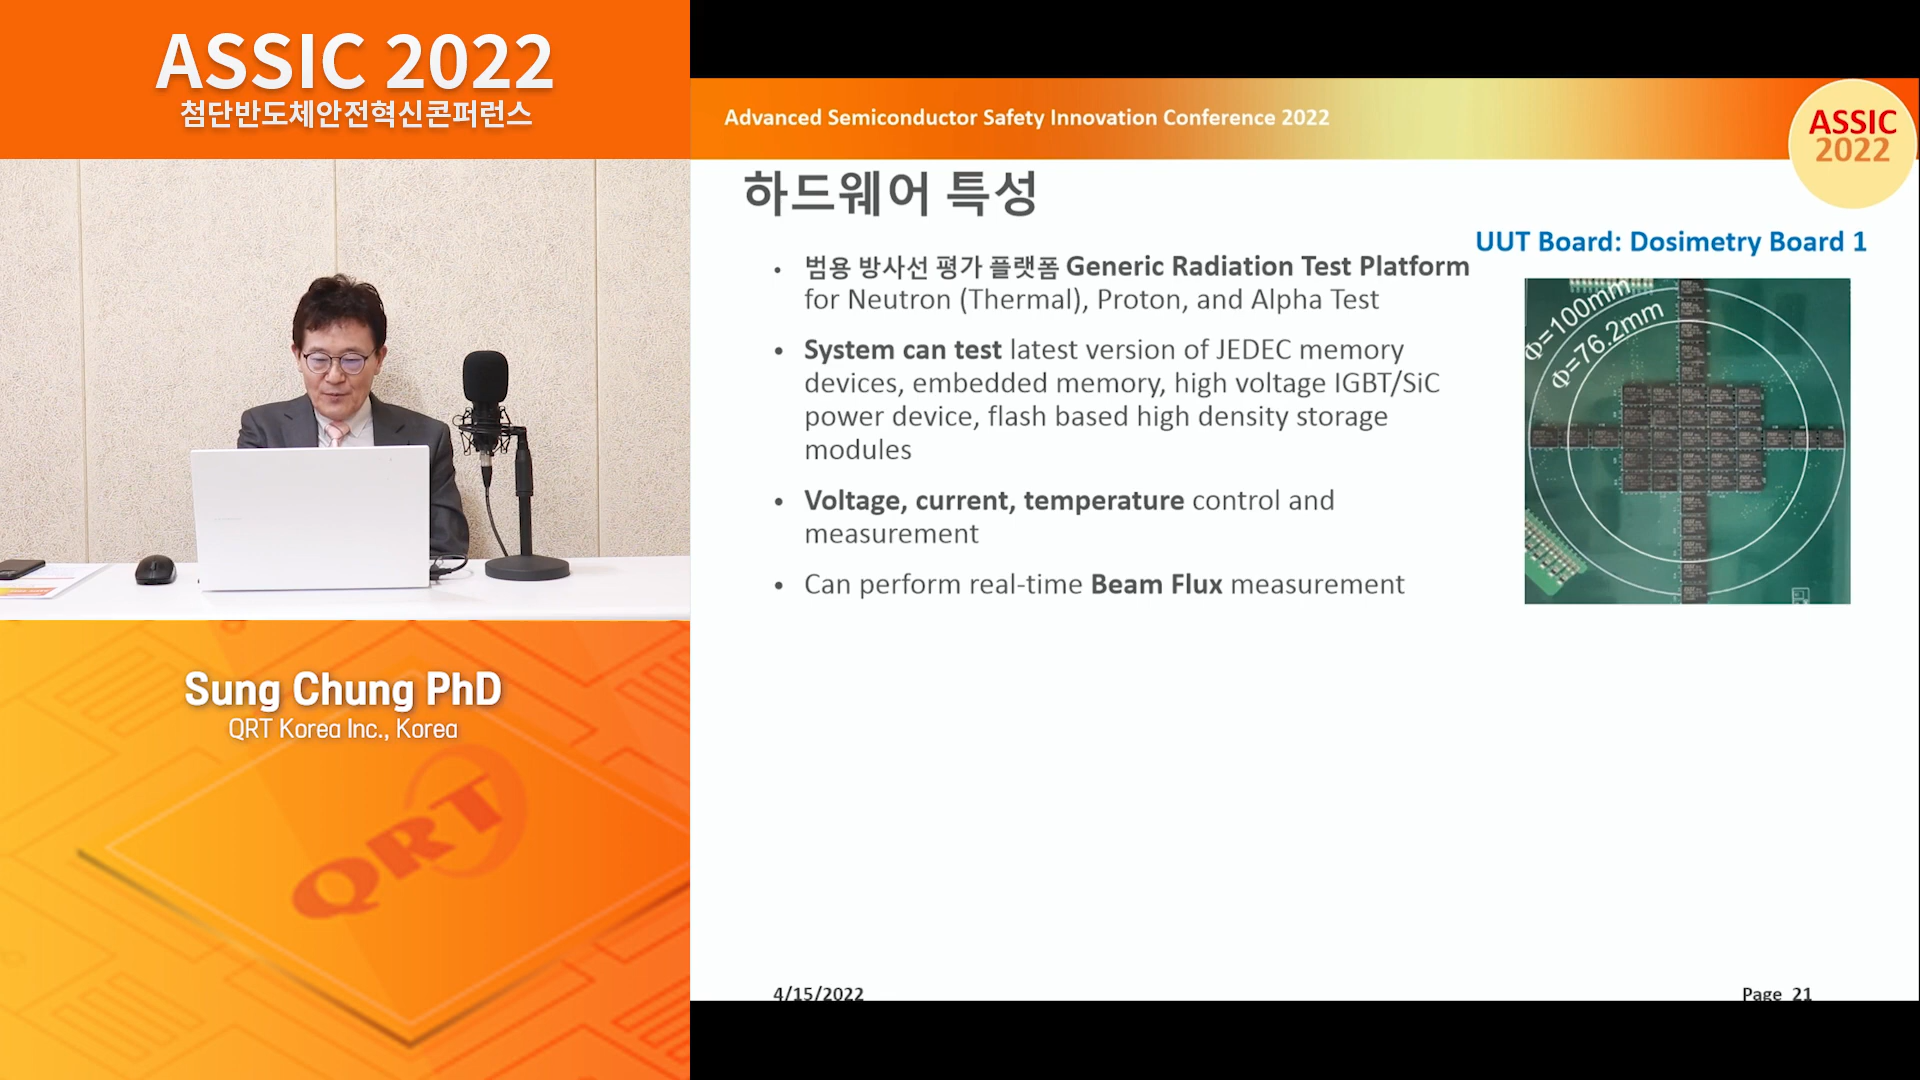 ASSIC 2022
첨단반도체안전혁신콘퍼런스
Sung Chung PhD
QRT Korea Inc., Korea
QRT
Advanced Semiconductor Safety Innovation Conference 2022
ASSIC
2022
하드웨어 특성
UUT Board: Dosimetry Board 1
• 범용 방사선 평가 플랫폼 Generic Radiation Test Platform
for Neutron (Thermal), Proton, and Alpha Test
• System can test latest version of JEDEC memory
devices, embedded memory, high voltage IGBT/SiC
power device, flash based high density storage
modules
• Voltage, current, temperature control and
measurement
• Can perform real-time Beam Flux measurement
Φ=100mm
Φ=76.2mm
4/15/2022
Page 21